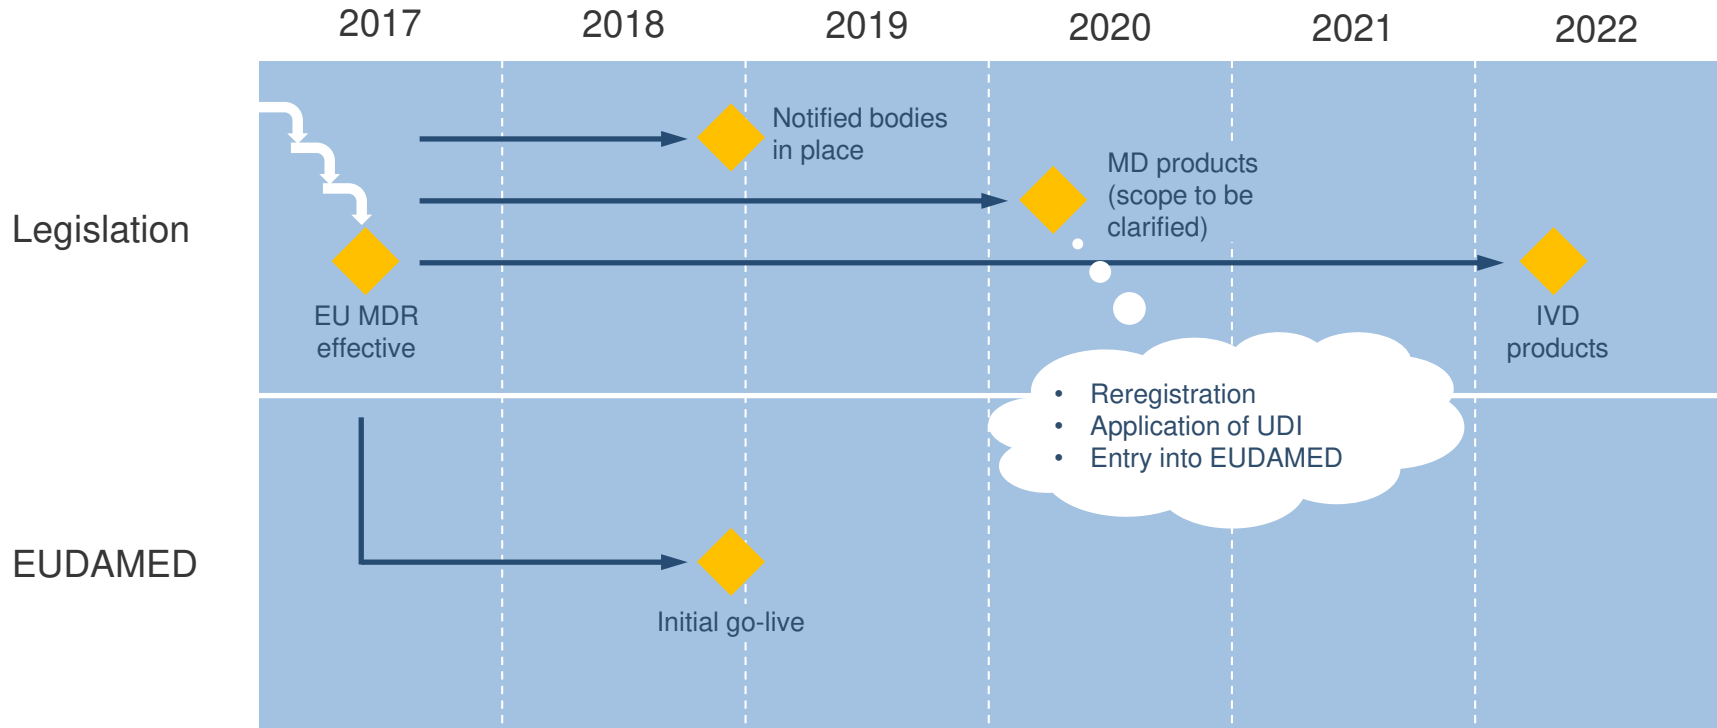 2017 2018 2019 2020 2021 2022
Notified bodies
in place
MD products
(scope to be
clarified)
Legislation
EU MDR
effective
IVD
products
• Reregistration
• Application of UDI
• Entry into EUDAMED
EUDAMED
Initial go-live